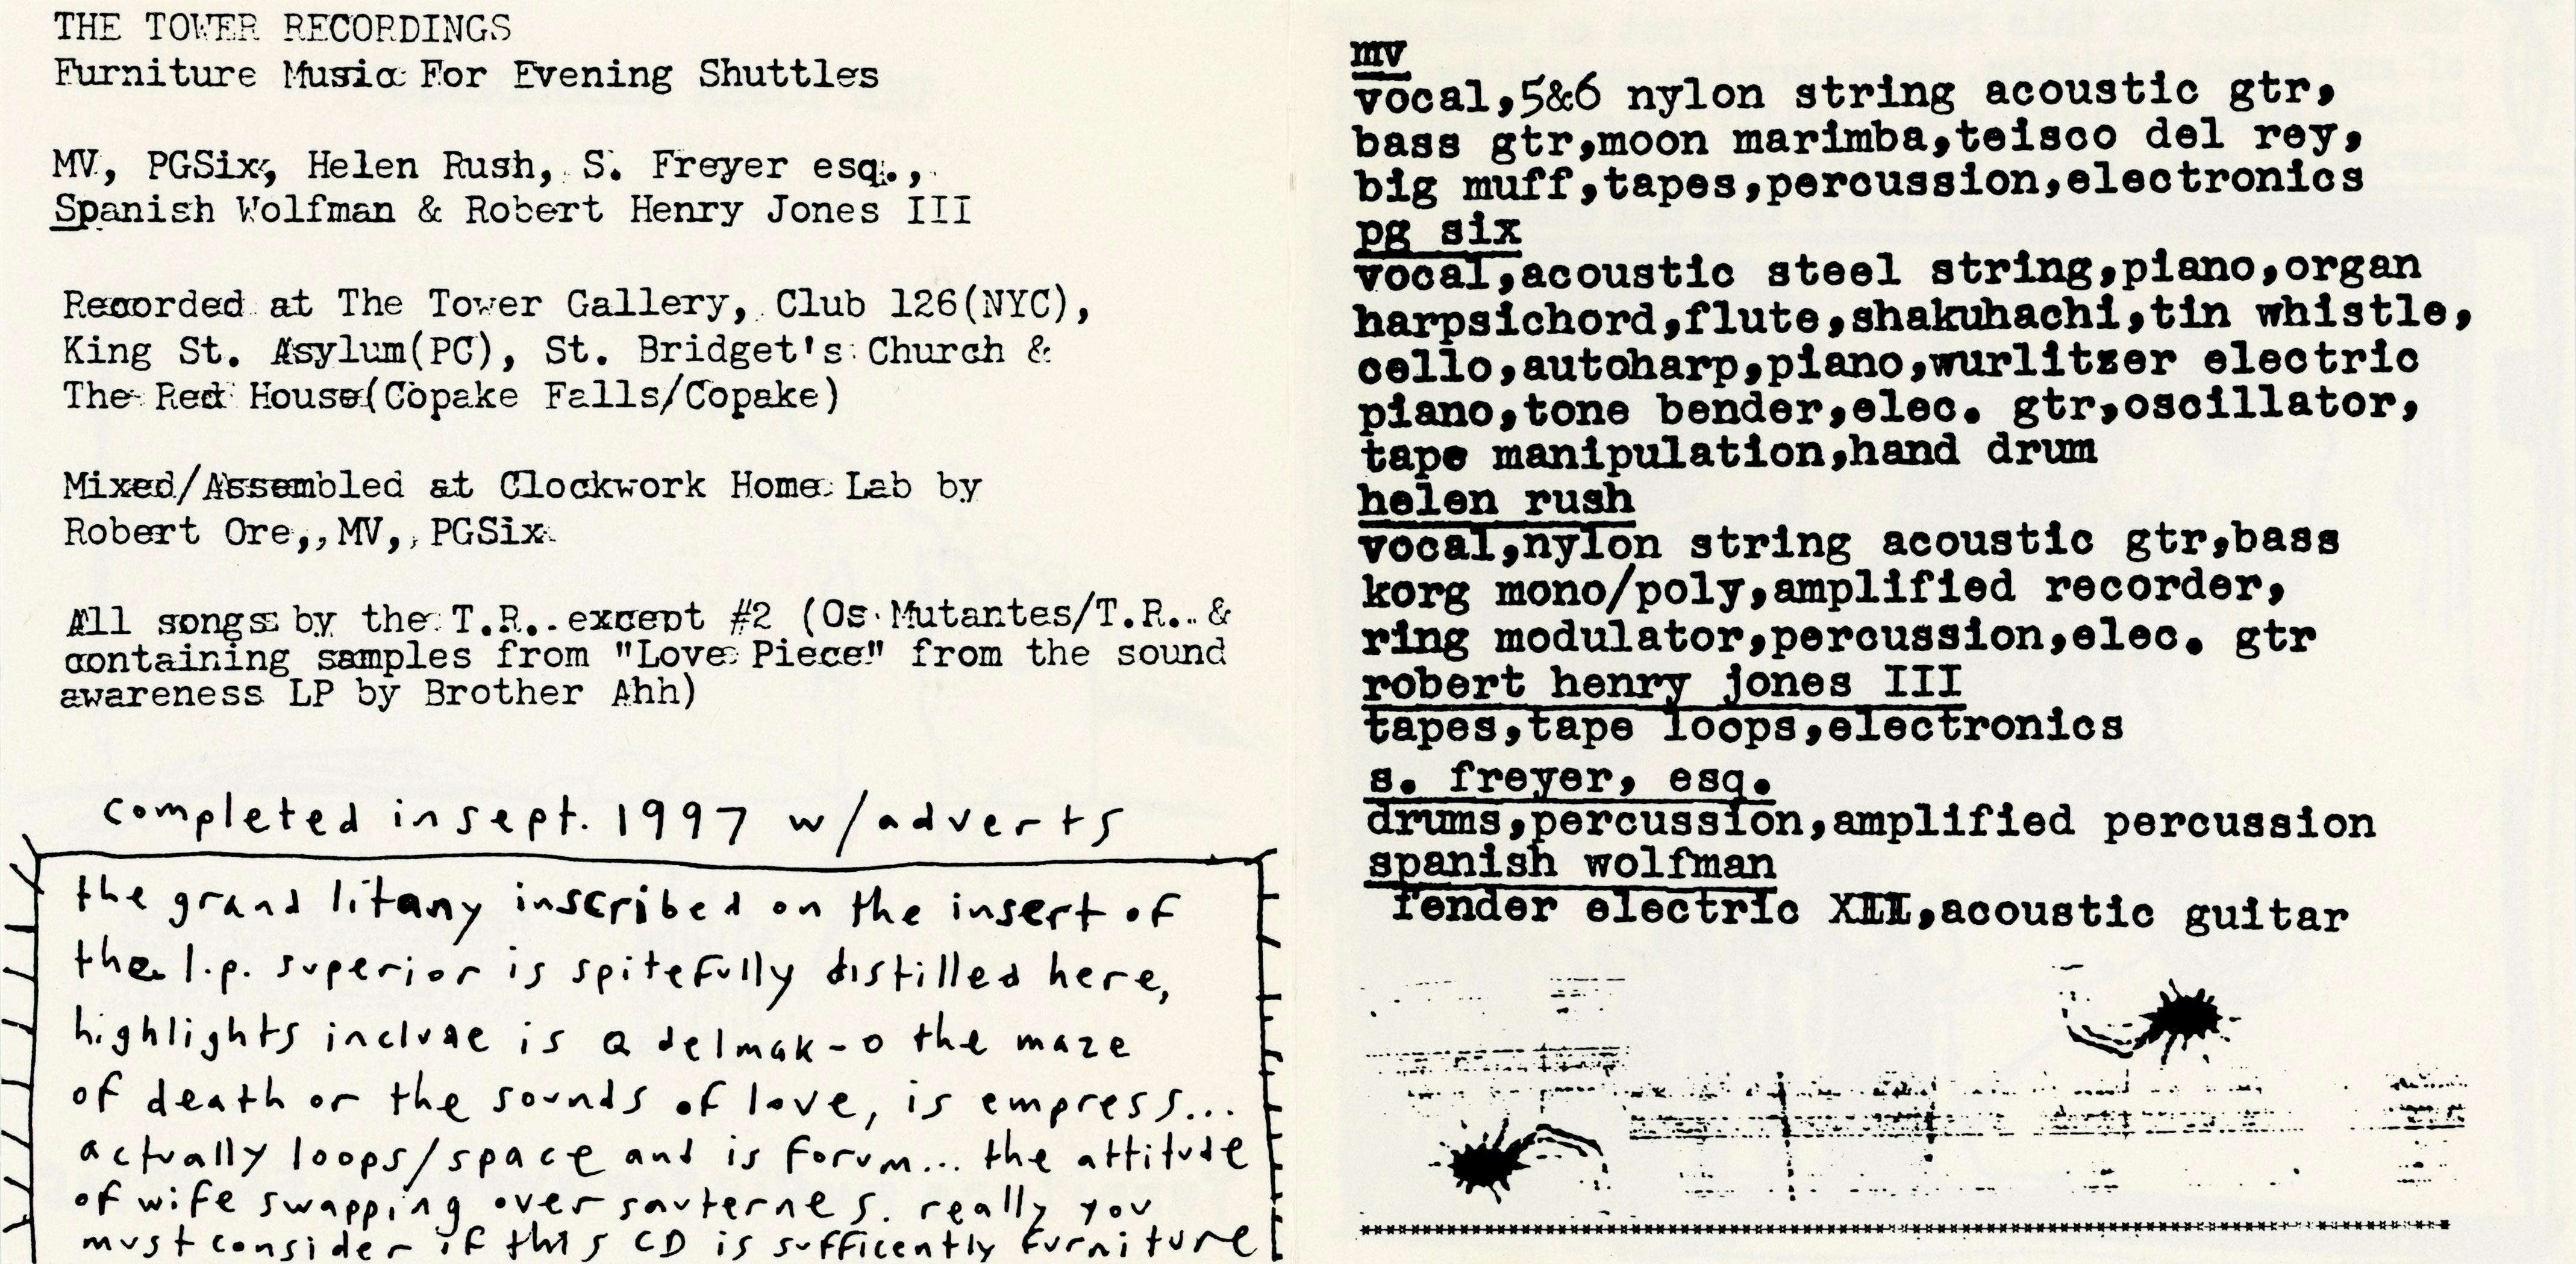 THE TOWER RECORDINGS
Furniture Music For Evening Shuttles
MV, PGSix, Helen Rush, S. Freyer esq.,
Spanish Wolfman & Robert Henry Jones III
Recorded at The Tower Gallery, Club 126(NYC),
King St. Asylum(PC), St. Bridget's Church &
The Red House(Copake Falls/Copake)
Mixed/Assembled at Clockwork Home Lab by
Robert Ore,,MV,,PGSix
All songs by the T.R. except #2 (Os Mutantes/T.R. &
containing samples from "Love Piece" from the sound
awareness LP by Brother Ahh)
completed in sept. 1997 w/adverts
the grand litany inscribed on the insert of
the l.p. superior is spitefully distilled here,
highlights include is a delmak-o the maze
of death or the sounds of love, is empress...
actually loops/space and is forum... the attitude
of wife swapping over sauternes. really you
must consider if this CD is sufficently furniture
mv
vocal,5&6 nylon string acoustic gtr,
bass gtr,moon marimba,teisco del rey,
big muff,tapes,percussion,electronics
pg six
vocal,acoustic steel string,piano,organ
harpsichord,flute,shakuhachi,tin whistle,
cello,autoharp,piano,wurlitzer electric
piano,tone bender,elec. gtr,oscillator,
tape manipulation,hand drum
helen rush
vocal,nylon string acoustic gtr,bass
korg mono/poly,amplified recorder,
ring modulator,percussion,elec. gtr
robert henry jones III
tapes,tape loops,electronics
s. freyer, esq.
drums,percussion,amplified percussion
spanish wolfman
fender electric XII,acoustic guitar